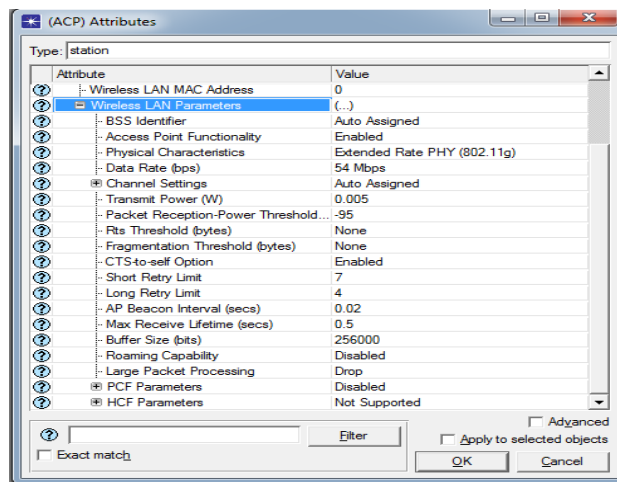 (ACP) Attributes
Type: station
Attribute Value
Wireless LAN MAC Address 0
Wireless LAN Parameters (...)
BSS Identifier Auto Assigned
Access Point Functionality Enabled
Physical Characteristics Extended Rate PHY (802.11g)
Data Rate (bps) 54 Mbps
Channel Settings Auto Assigned
Transmit Power (W) 0.005
Packet Reception-Power Threshold... -95
Rts Threshold (bytes) None
Fragmentation Threshold (bytes) None
CTS-to-self Option Enabled
Short Retry Limit 7
Long Retry Limit 4
AP Beacon Interval (secs) 0.02
Max Receive Lifetime (secs) 0.5
Buffer Size (bits) 256000
Roaming Capability Disabled
Large Packet Processing Drop
PCF Parameters Disabled
HCF Parameters Not Supported
Advanced
Filter
Apply to selected objects
Exact match
OK Cancel